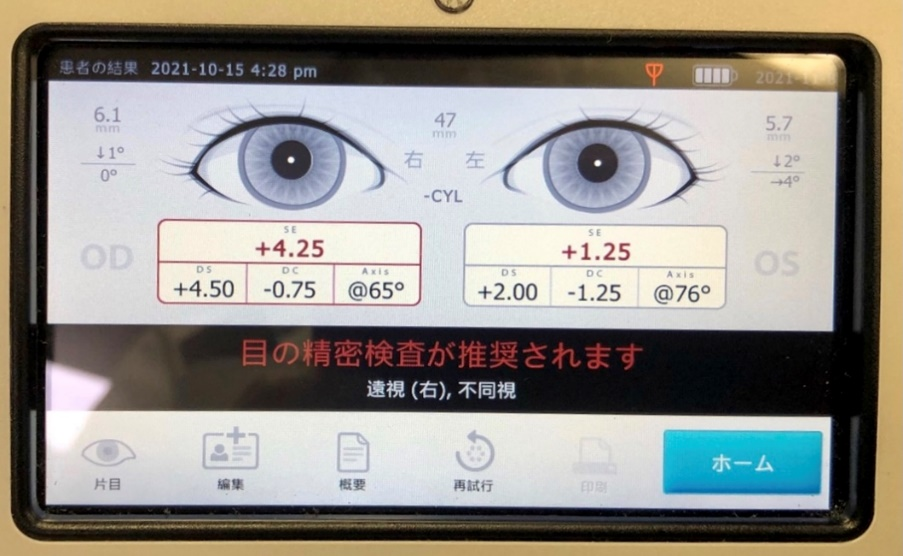 患者の結果 2021-10-15 4:28 pm
6.1
mm
↓1°
0°
47
mm
右 左
-CYL
5.7
mm
↓2°
→4°
OD
SE
+4.25
DS DC Axis
+4.50 -0.75 @65°
SE
+1.25
DS DC Axis
+2.00 -1.25 @76°
OS
目の精密検査が推奨されます
遠視 (右), 不同視
片目 編集 概要 再試行 印刷 ホーム